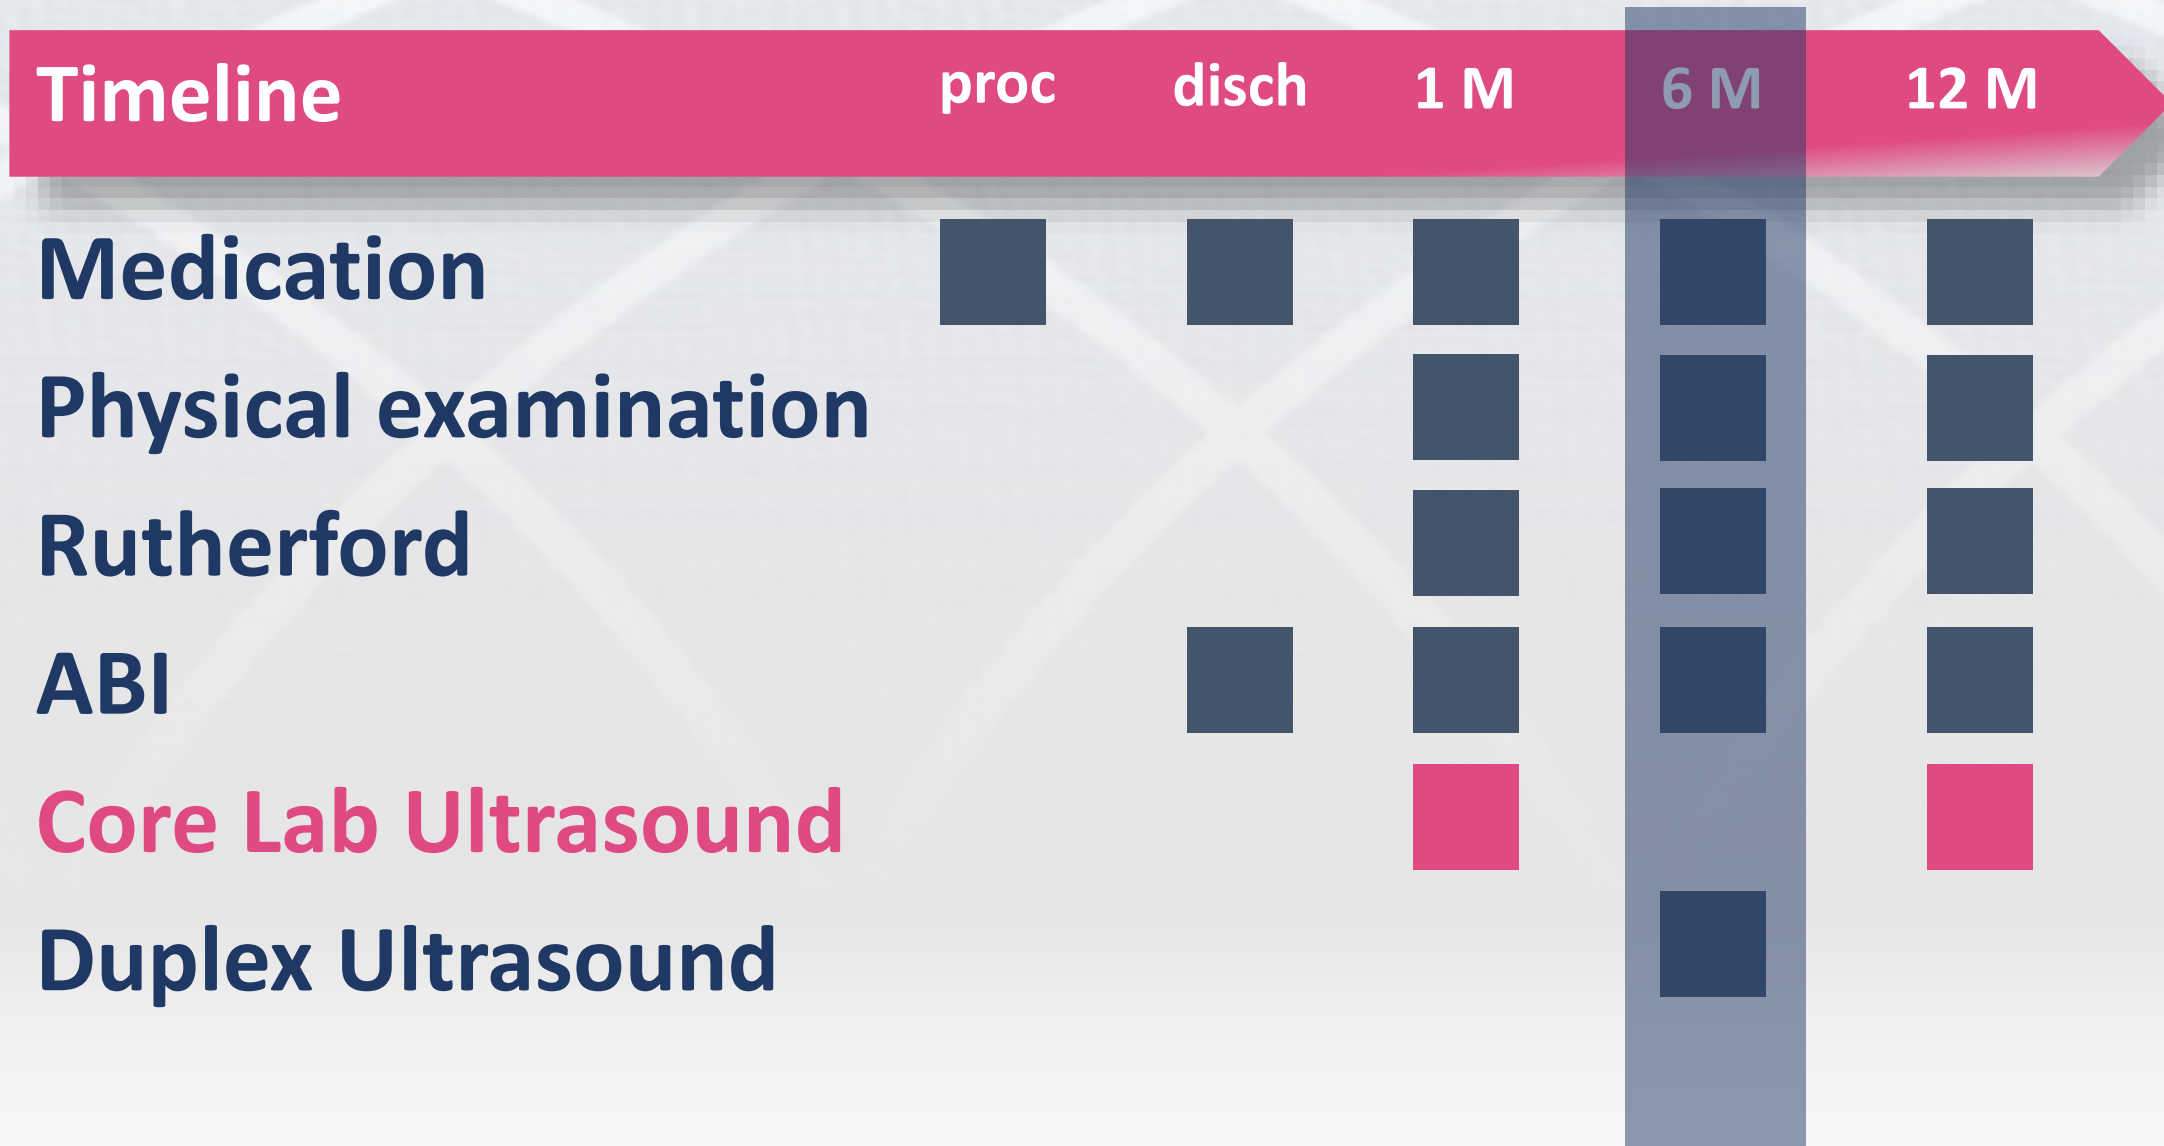 Timeline proc disch 1 M 6 M 12 M
Medication
Physical examination
Rutherford
ABI
Core Lab Ultrasound
Duplex Ultrasound